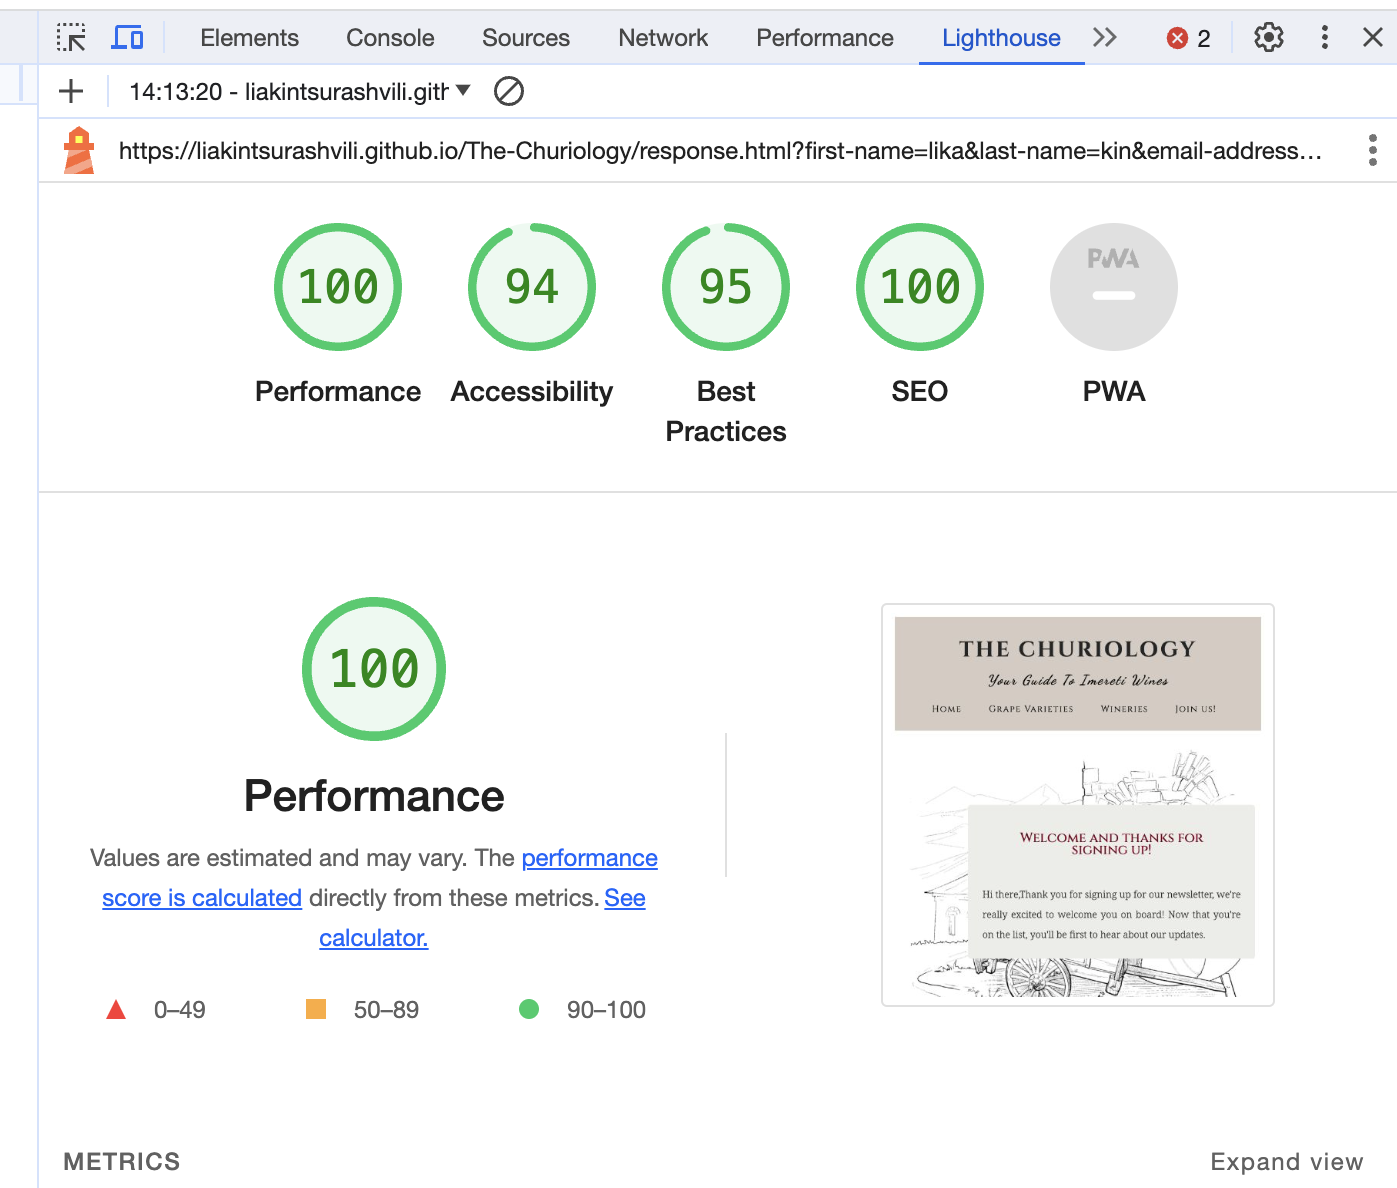 Elements Console Sources Network Performance Lighthouse 2
14:13:20 - liakintsurashvili.gith
https://liakintsurashvili.github.io/The-Churiology/response.html?first-name=lika&last-name=kin&email-address…
100 94 95 100 PWA
Performance Accessibility Best Practices SEO PWA
100
Performance
Values are estimated and may vary. The performance
score is calculated directly from these metrics. See
calculator.
0–49 50–89 90–100
THE CHURIOLOGY
Your Guide To Imereti Wines
Home Grape Varieties Wineries Join us!
Welcome and thanks for
signing up!
Hi there,Thank you for signing up for our newsletter, we're
really excited to welcome you on board! Now that you're
on the list, you'll be first to hear about our updates.
METRICS Expand view